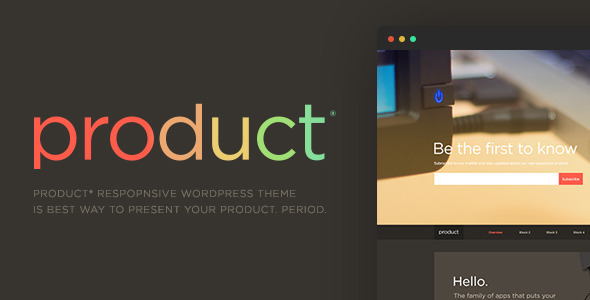 product®
PRODUCT® RESPOPNSIVE WORDPRESS THEME
IS BEST WAY TO PRESENT YOUR PRODUCT. PERIOD.
Be the first to know
Subscribe
product
Overview
Block 2
Block 3
Block 4
Hello.
The family of apps that puts your